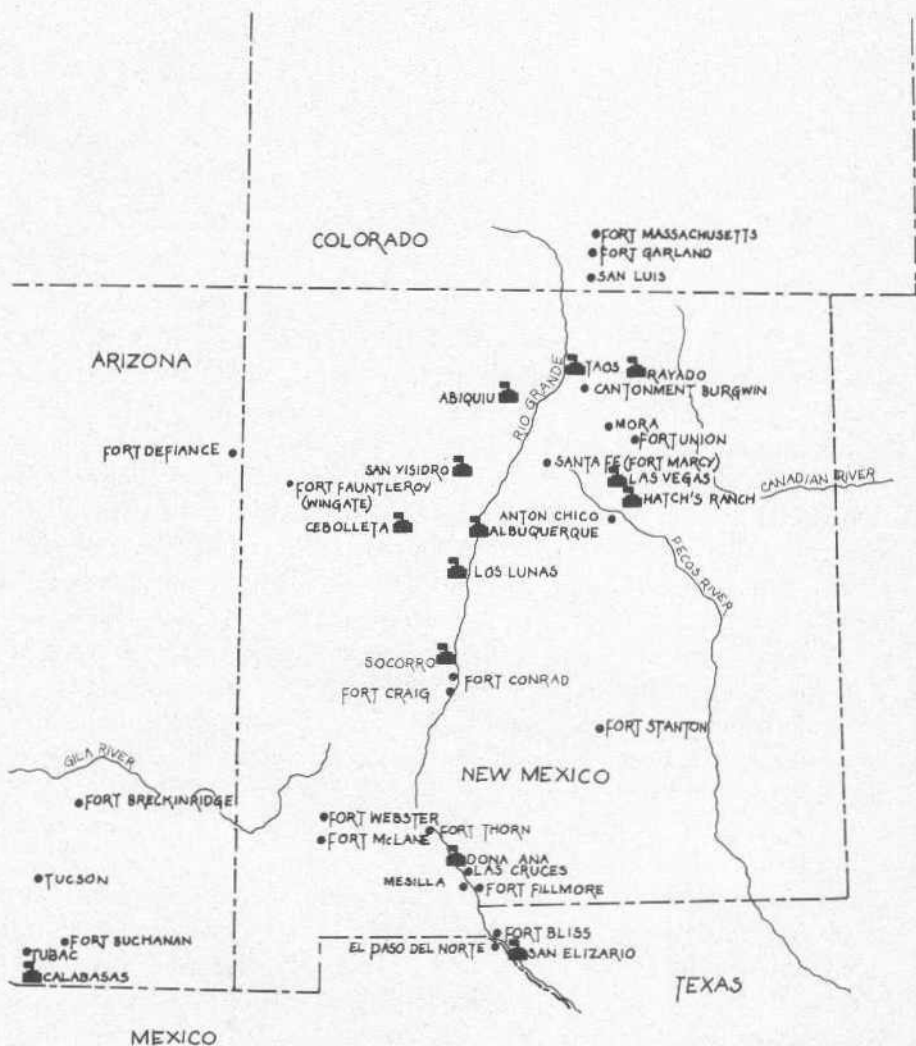 COLORADO
FORT MASSACHUSETTS
FORT GARLAND
SAN LUIS
ARIZONA
RIO GRANDE
TAOS
RAYADO
CANTONMENT BURGWIN
ABIQUIU
MORA
FORT UNION
FORT DEFIANCE
SAN YISIDRO
SANTA FE (FORT MARCY)
LAS VEGAS
CANADIAN RIVER
HATCH'S RANCH
FORT FAUNTLEROY
(WINGATE)
CEBOLLETA
ANTON CHICO
ALBUQUERQUE
PECOS RIVER
LOS LUNAS
SOCORRO
FORT CONRAD
FORT CRAIG
FORT STANTON
GILA RIVER
NEW MEXICO
FORT BRECKINRIDGE
FORT WEBSTER
FORT THORN
FORT McLANE
DONA ANA
LAS CRUCES
TUCSON
MESILLA
FORT FILLMORE
FORT BUCHANAN
FORT BLISS
TUBAC
EL PASO DEL NORTE
SAN ELIZARIO
CALABASAS
TEXAS
MEXICO